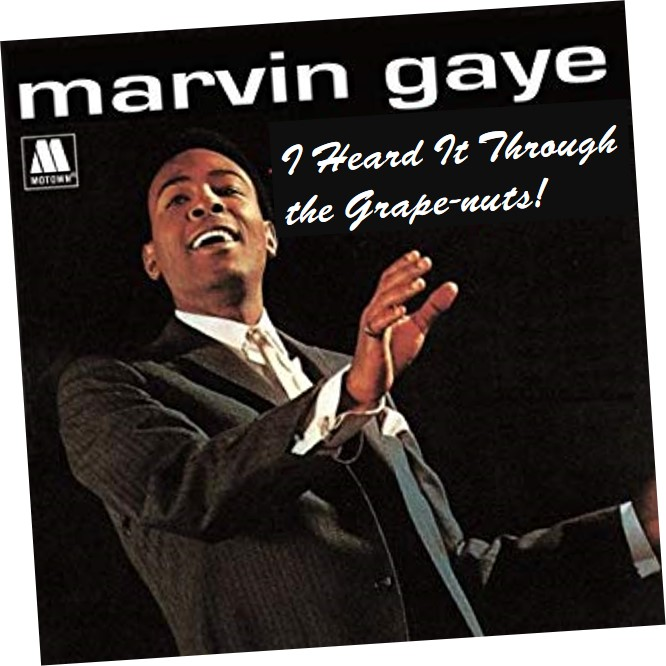 marvin gaye
MOTOWN
I Heard It Through
the Grape-nuts!